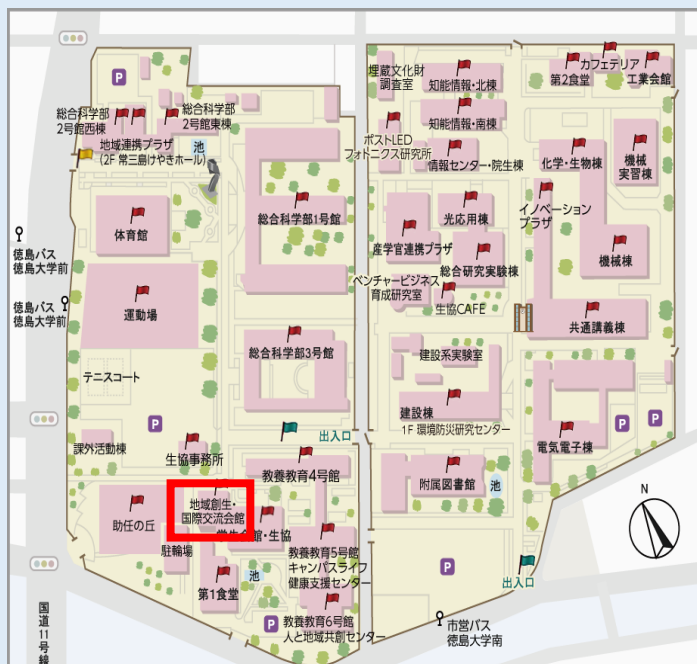 P
総合科学部
2号館西棟
総合科学部
2号館東棟
地域連携プラザ
(2F 常三島けやきホール)
池
体育館
総合科学部1号館
徳島バス
徳島大学前
徳島バス
徳島大学前
運動場
総合科学部3号館
テニスコート
P
出入口
課外活動棟
生協事務所
教養教育4号館
地域創生・
国際交流会館
助任の丘
学生会館・生協
駐輪場
教養教育5号館
キャンパスライフ
健康支援センター
第1食堂
池
P
教養教育6号館
人と地域共創センター
国道11号線
埋蔵文化財
調査室
知能情報・北棟
第2食堂
カフェテリア
工業会館
知能情報・南棟
ポストLED
フォトニクス研究所
情報センター・院生棟
化学・生物棟
機械
実習棟
光応用棟
イノベーション
プラザ
産学官連携プラザ
総合研究実験棟
機械棟
ベンチャービジネス
育成研究室
生協CAFE
共通講義棟
建設系実験室
建設棟
1F 環境防災研究センター
電気電子棟
P
P
附属図書館
池
P
出入口
市営バス
徳島大学南
N